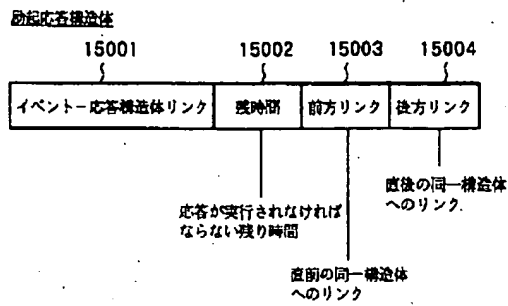 励起応答構造体
15001 15002 15003 15004
イベント−応答構造体リンク 残時間 前方リンク 後方リンク
直後の同一構造体
へのリンク
応答が実行されなければ
ならない残り時間
直前の同一構造体
へのリンク